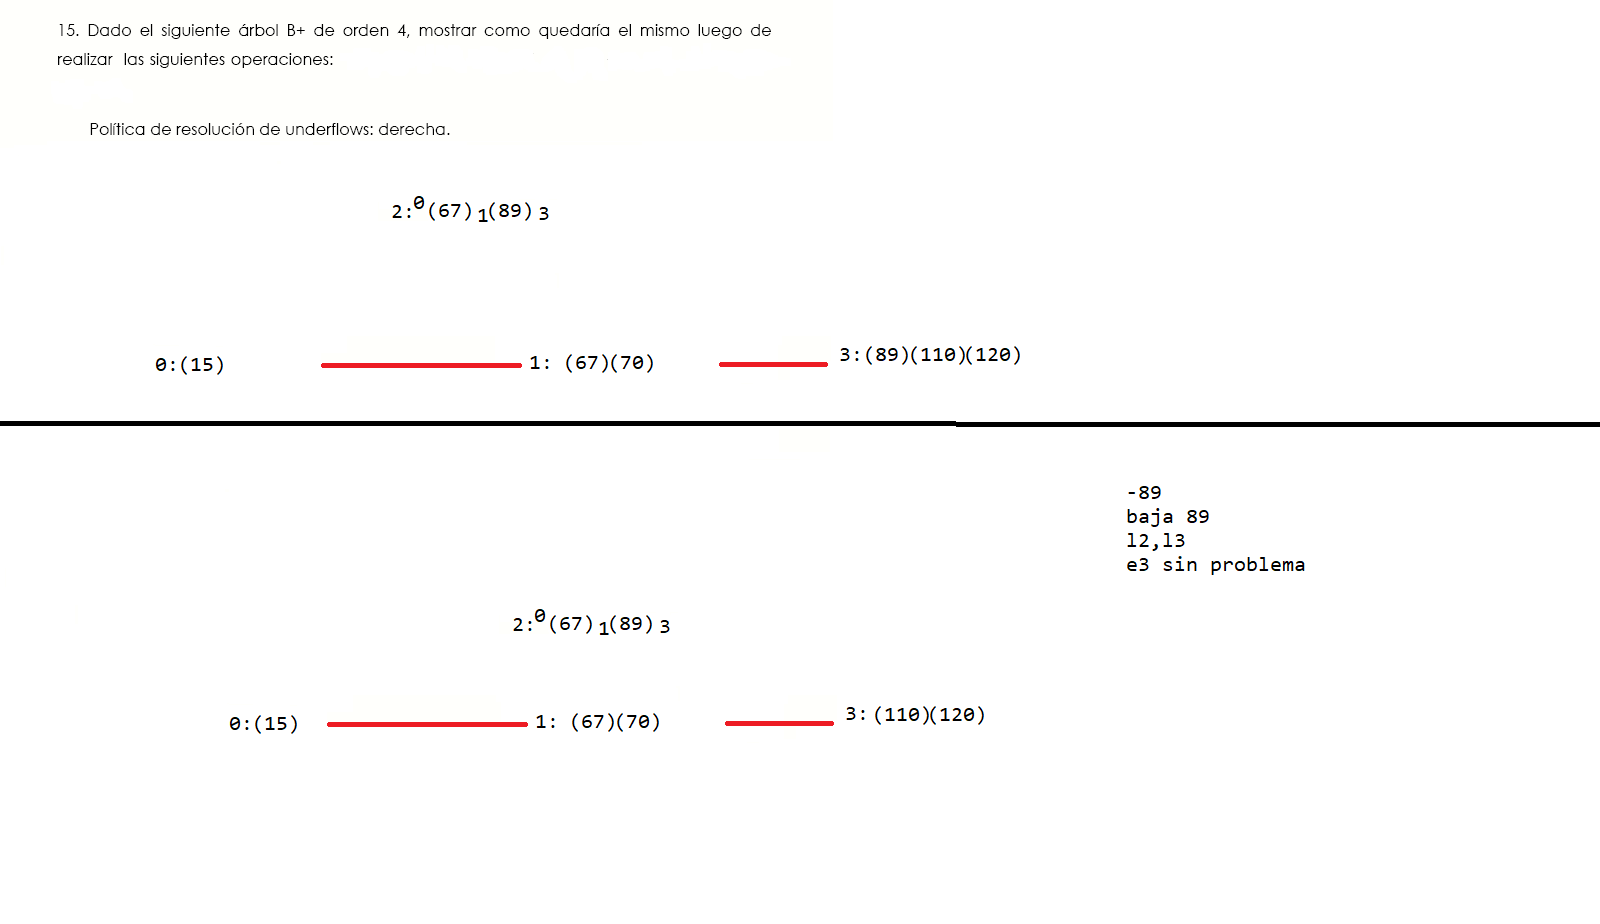 15. Dado el siguiente árbol B+ de orden 4, mostrar como quedaría el mismo luego de
realizar las siguientes operaciones:
Política de resolución de underflows: derecha.
2:0(67)1(89)3
0:(15) 1: (67)(70) 3:(89)(110)(120)
-89
baja 89
l2,l3
e3 sin problema
2:0(67)1(89)3
0:(15) 1: (67)(70) 3:(110)(120)